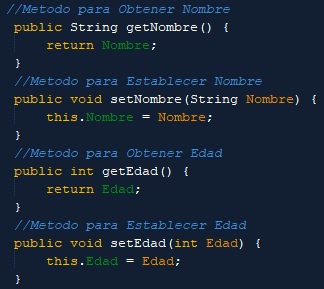 //Metodo para Obtener Nombre
public String getNombre() {
return Nombre;
}
//Metodo para Establecer Nombre
public void setNombre(String Nombre) {
this.Nombre = Nombre;
}
//Metodo para Obtener Edad
public int getEdad() {
return Edad;
}
//Metodo para Establecer Edad
public void setEdad(int Edad) {
this.Edad = Edad;
}